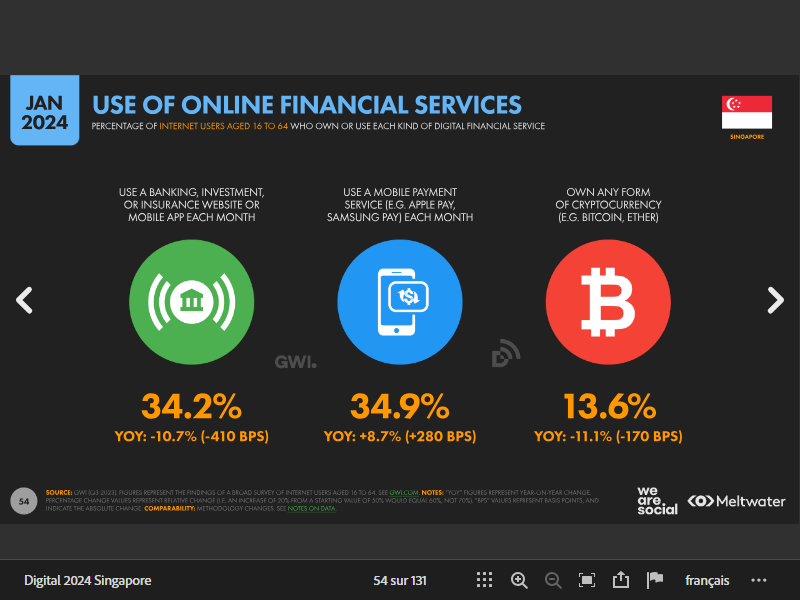 JAN
2024
USE OF ONLINE FINANCIAL SERVICES
PERCENTAGE OF INTERNET USERS AGED 16 TO 64 WHO OWN OR USE EACH KIND OF DIGITAL FINANCIAL SERVICE
SINGAPORE
USE A BANKING, INVESTMENT,
OR INSURANCE WEBSITE OR
MOBILE APP EACH MONTH
34.2%
YOY: -10.7% (-410 BPS)
USE A MOBILE PAYMENT
SERVICE (E.G. APPLE PAY,
SAMSUNG PAY) EACH MONTH
34.9%
YOY: +8.7% (+280 BPS)
OWN ANY FORM
OF CRYPTOCURRENCY
(E.G. BITCOIN, ETHER)
13.6%
YOY: -11.1% (-170 BPS)
GWI.
54
SOURCE: GWI (Q3 2023). FIGURES REPRESENT THE FINDINGS OF A BROAD SURVEY OF INTERNET USERS AGED 16 TO 64. SEE GWI.COM. NOTES: "YOY" FIGURES REPRESENT YEAR-ON-YEAR CHANGE.
PERCENTAGE CHANGE VALUES REPRESENT RELATIVE CHANGE (I.E. AN INCREASE OF 20% FROM A STARTING VALUE OF 50% WOULD EQUAL 60%, NOT 70%). "BPS" VALUES REPRESENT BASIS POINTS, AND
INDICATE THE ABSOLUTE CHANGE. COMPARABILITY: METHODOLOGY CHANGES. SEE NOTES ON DATA.
we
are.
social
Meltwater
Digital 2024 Singapore
54 sur 131
français